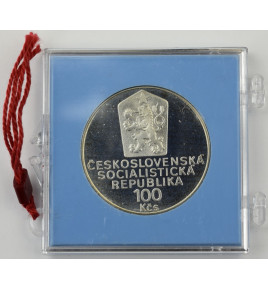 ČESKOSLOVENSKÁ
SOCIALISTICKÁ
REPUBLIKA
100
Kčs